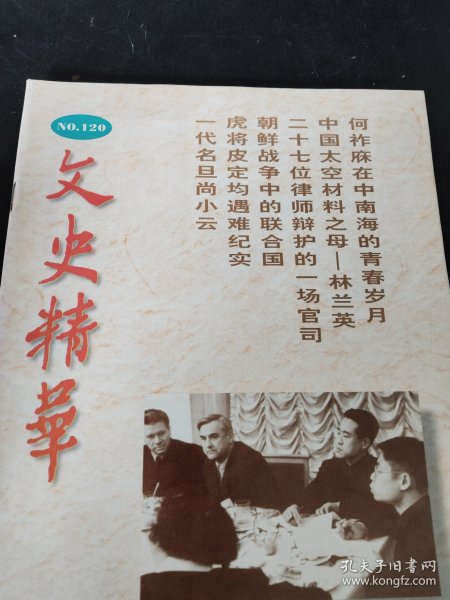 NO.120
文史精華
何祚庥在中南海的青春岁月
中国太空材料之母—林兰英
二十七位律师辩护的一场官司
朝鲜战争中的联合国
虎将皮定均遇难纪实
一代名旦尚小云
孔夫子旧书网
www.kongfz.com